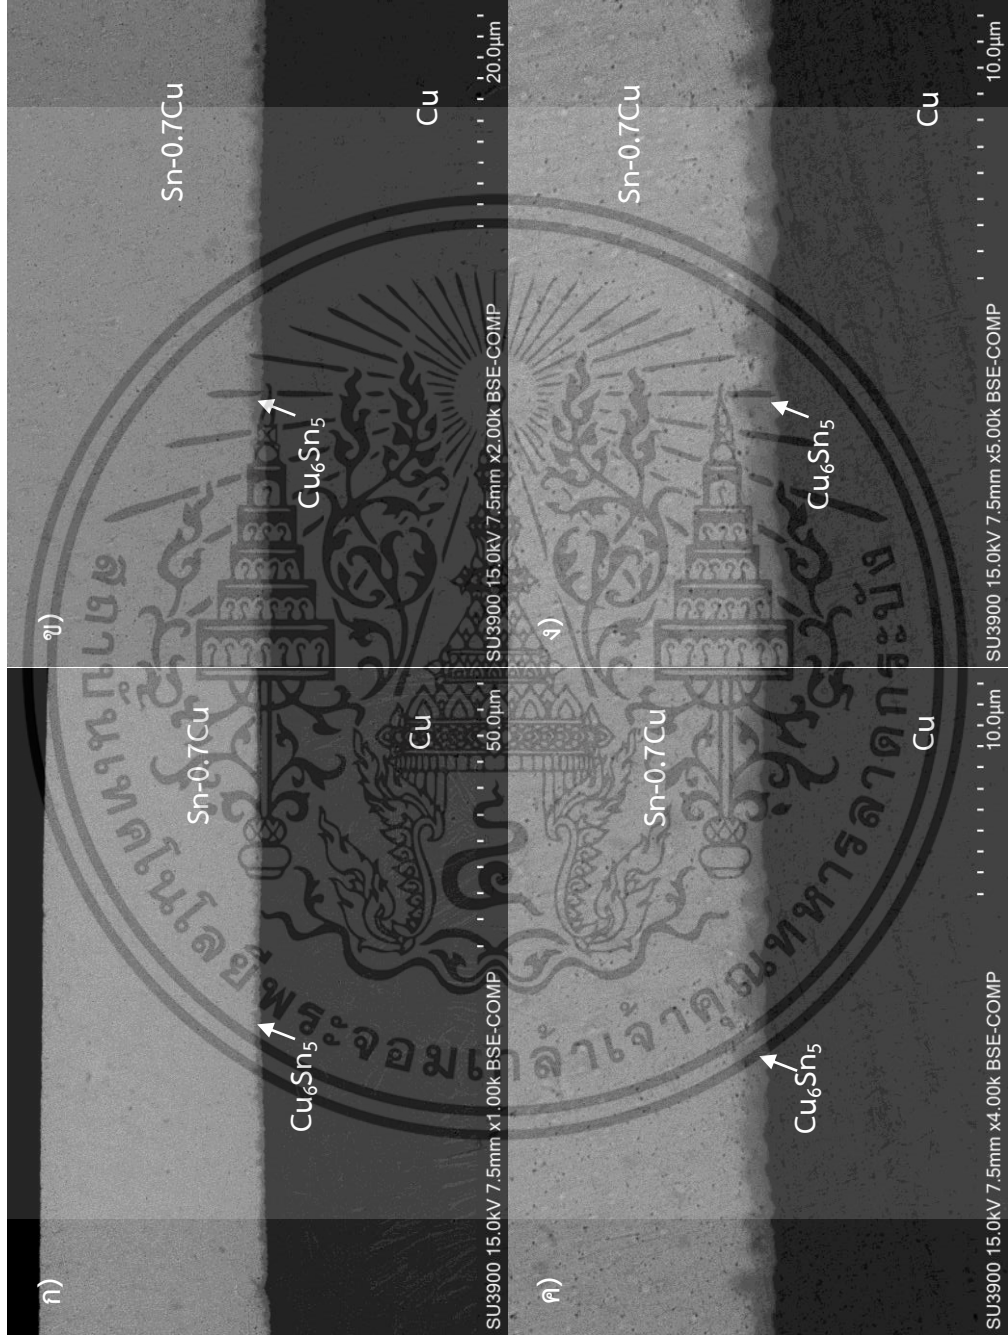 ก)
Sn-0.7Cu
Cu
Cu₆Sn₅
SU3900 15.0kV 7.5mm x1.00k BSE-COMP
50.0µm
ข)
Sn-0.7Cu
Cu
Cu₆Sn₅
SU3900 15.0kV 7.5mm x2.00k BSE-COMP
20.0µm
ค)
Sn-0.7Cu
Cu
Cu₆Sn₅
SU3900 15.0kV 7.5mm x4.00k BSE-COMP
10.0µm
ง)
Sn-0.7Cu
Cu
Cu₆Sn₅
SU3900 15.0kV 7.5mm x5.00k BSE-COMP
10.0µm
สถาบันเทคโนโลยีพระจอมเกล้าเจ้าคุณทหารลาดกระบัง